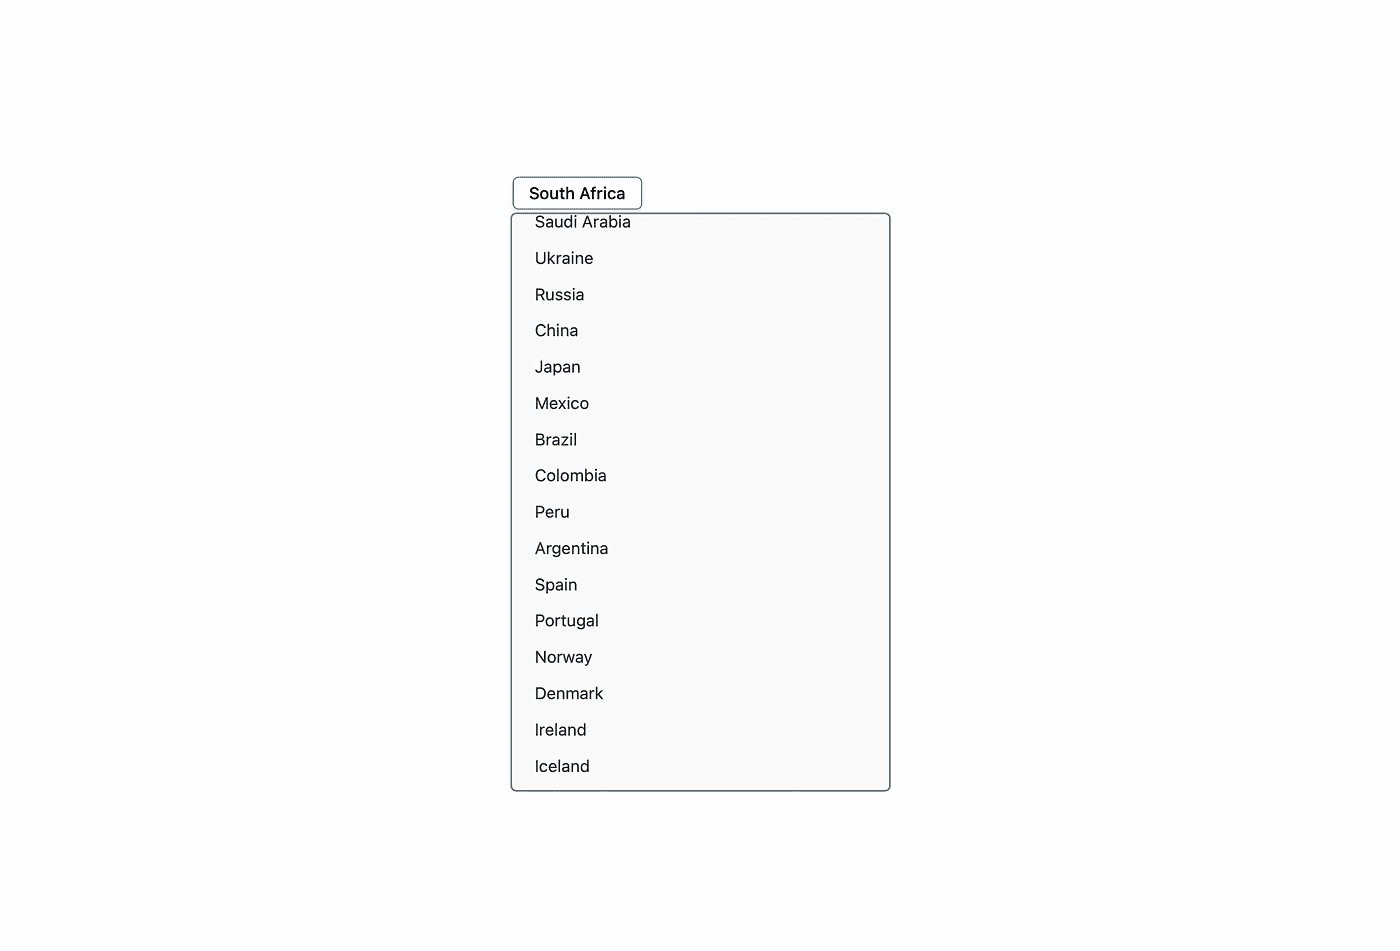 South Africa
Saudi Arabia
Ukraine
Russia
China
Japan
Mexico
Brazil
Colombia
Peru
Argentina
Spain
Portugal
Norway
Denmark
Ireland
Iceland